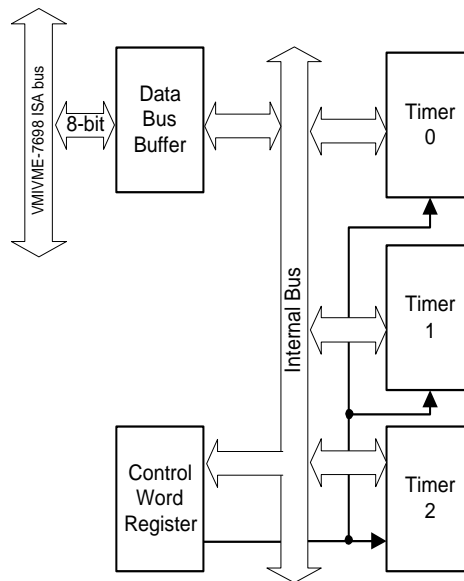 VMIVME-7698 ISA bus
8-bit
Data
Bus
Buffer
Timer
0
Internal Bus
Timer
1
Control
Word
Register
Timer
2